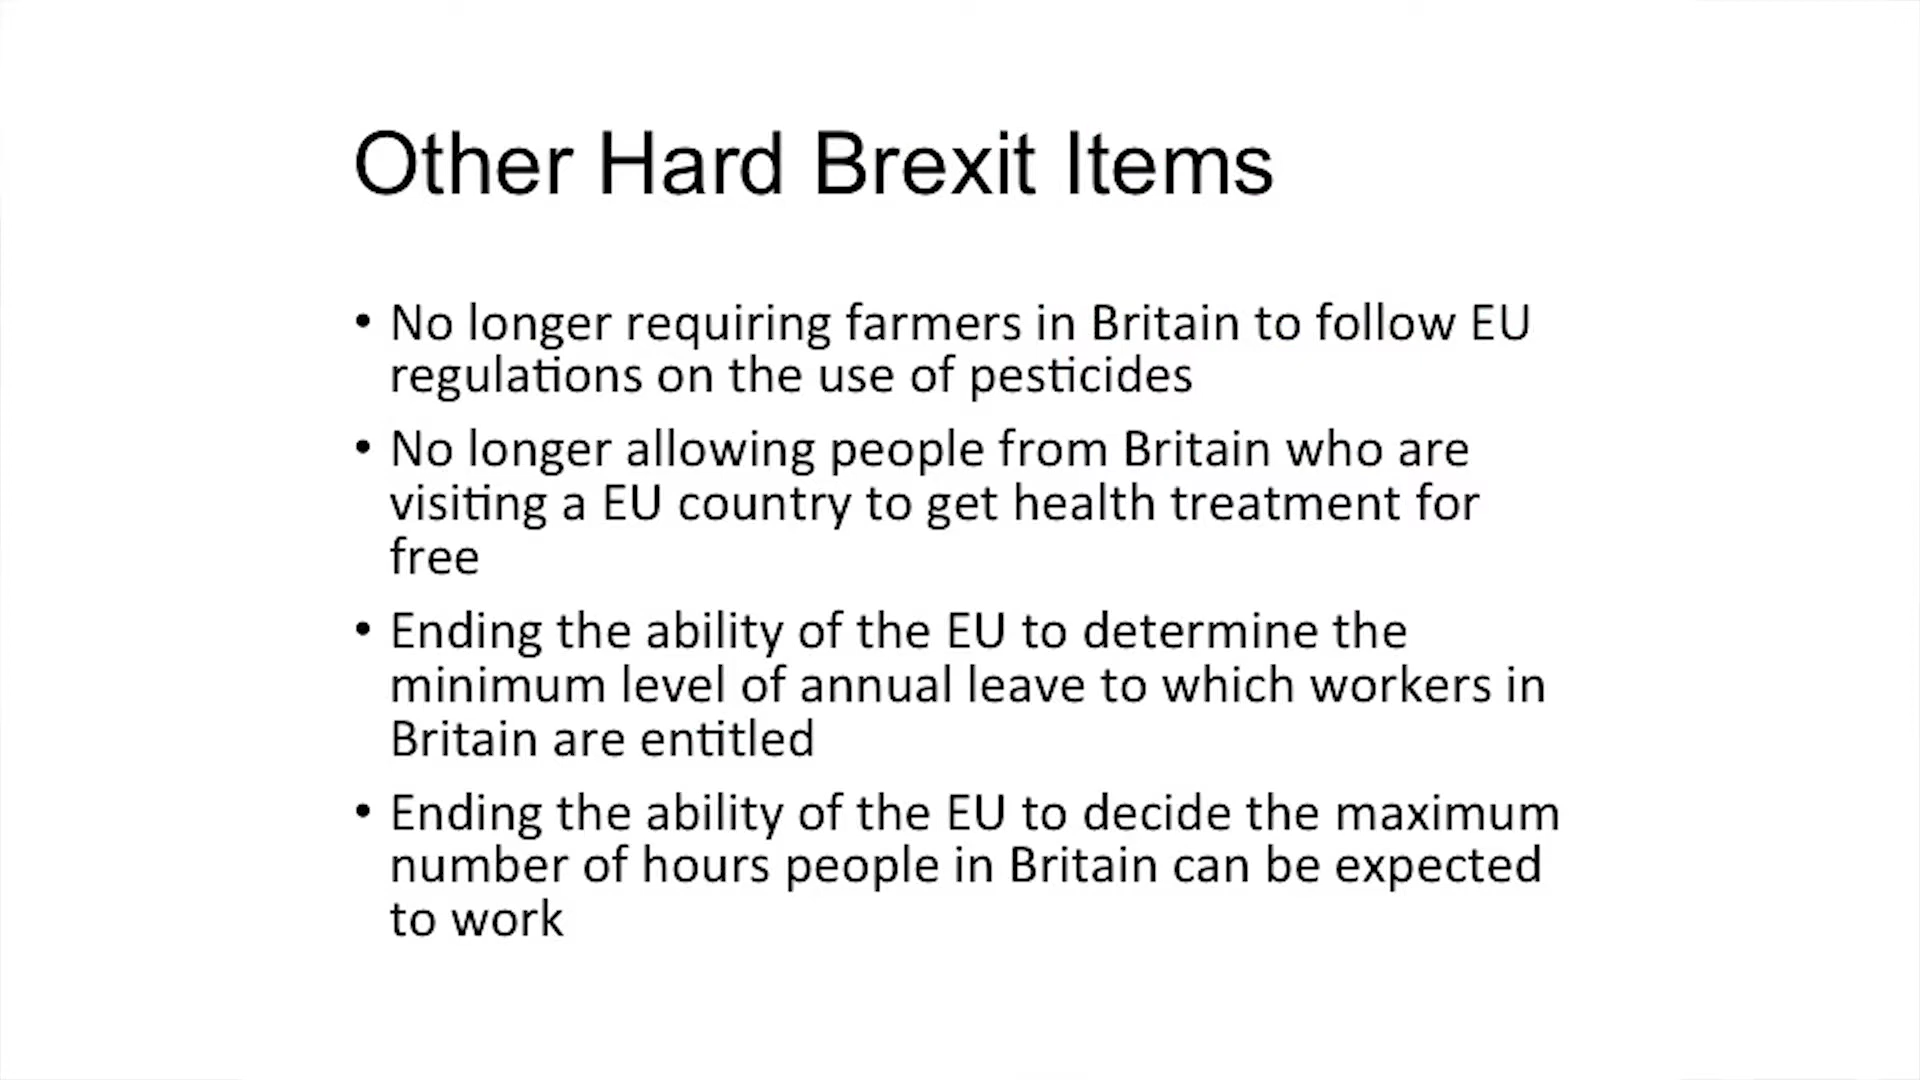 Other Hard Brexit Items
• No longer requiring farmers in Britain to follow EU
regulations on the use of pesticides
• No longer allowing people from Britain who are
visiting a EU country to get health treatment for
free
• Ending the ability of the EU to determine the
minimum level of annual leave to which workers in
Britain are entitled
• Ending the ability of the EU to decide the maximum
number of hours people in Britain can be expected
to work